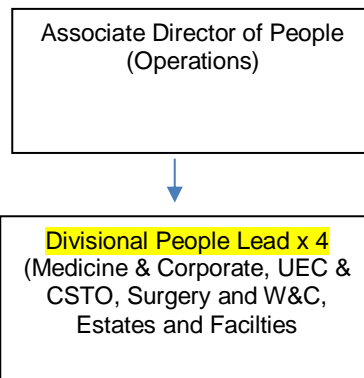 Associate Director of People
(Operations)
Divisional People Lead x 4
(Medicine & Corporate, UEC &
CSTO, Surgery and W&C,
Estates and Facilties